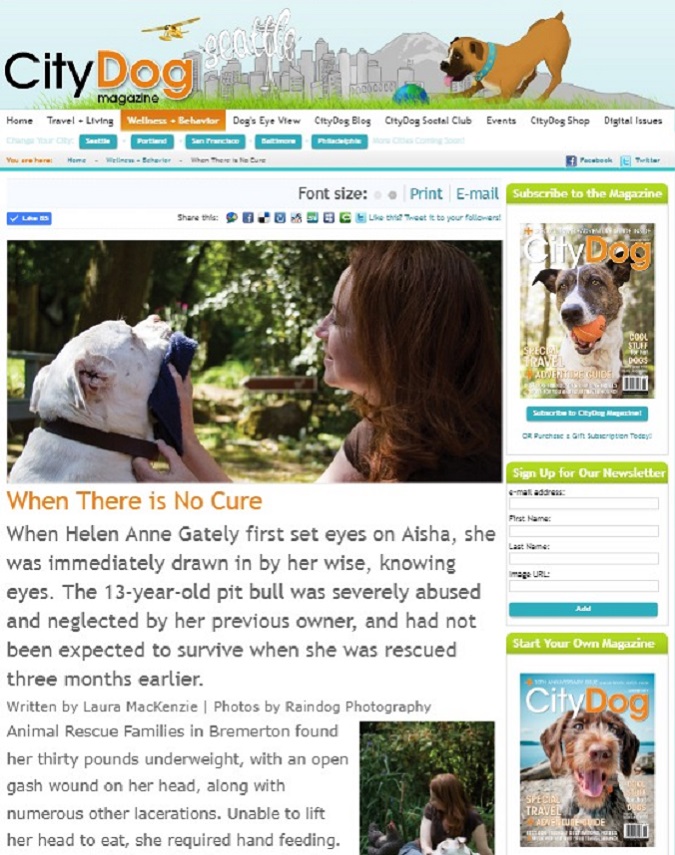 seattle
CityDog
magazine
Home Travel + Living Wellness + Behavior Dog's Eye View CityDog Blog CityDog Social Club Events CityDog Shop Digital Issues
Change Your City: Seattle Portland San Francisco Baltimore Philadelphia More Cities Coming Soon!
You are here: Home Wellness + Behavior When There is No Cure Facebook Twitter
Font size: Print E-mail
Like 85 Share this: Like this? Tweet it to your followers!
When There is No Cure
When Helen Anne Gately first set eyes on Aisha, she
was immediately drawn in by her wise, knowing
eyes. The 13-year-old pit bull was severely abused
and neglected by her previous owner, and had not
been expected to survive when she was rescued
three months earlier.
Written by Laura MacKenzie | Photos by Raindog Photography
Animal Rescue Families in Bremerton found
her thirty pounds underweight, with an open
gash wound on her head, along with
numerous other lacerations. Unable to lift
her head to eat, she required hand feeding.
Subscribe to the Magazine
CityDog
SPECIAL
TRAVEL
+ ADVENTURE GUIDE
COOL
STUFF
DOGS
Subscribe to CityDog Magazine!
OR Purchase a Gift Subscription Today!
Sign Up for Our Newsletter
e-mail address:
First Name:
Last Name:
Image URL:
Add
Start Your Own Magazine
CityDog
SPECIAL
TRAVEL
+ ADVENTURE GUIDE